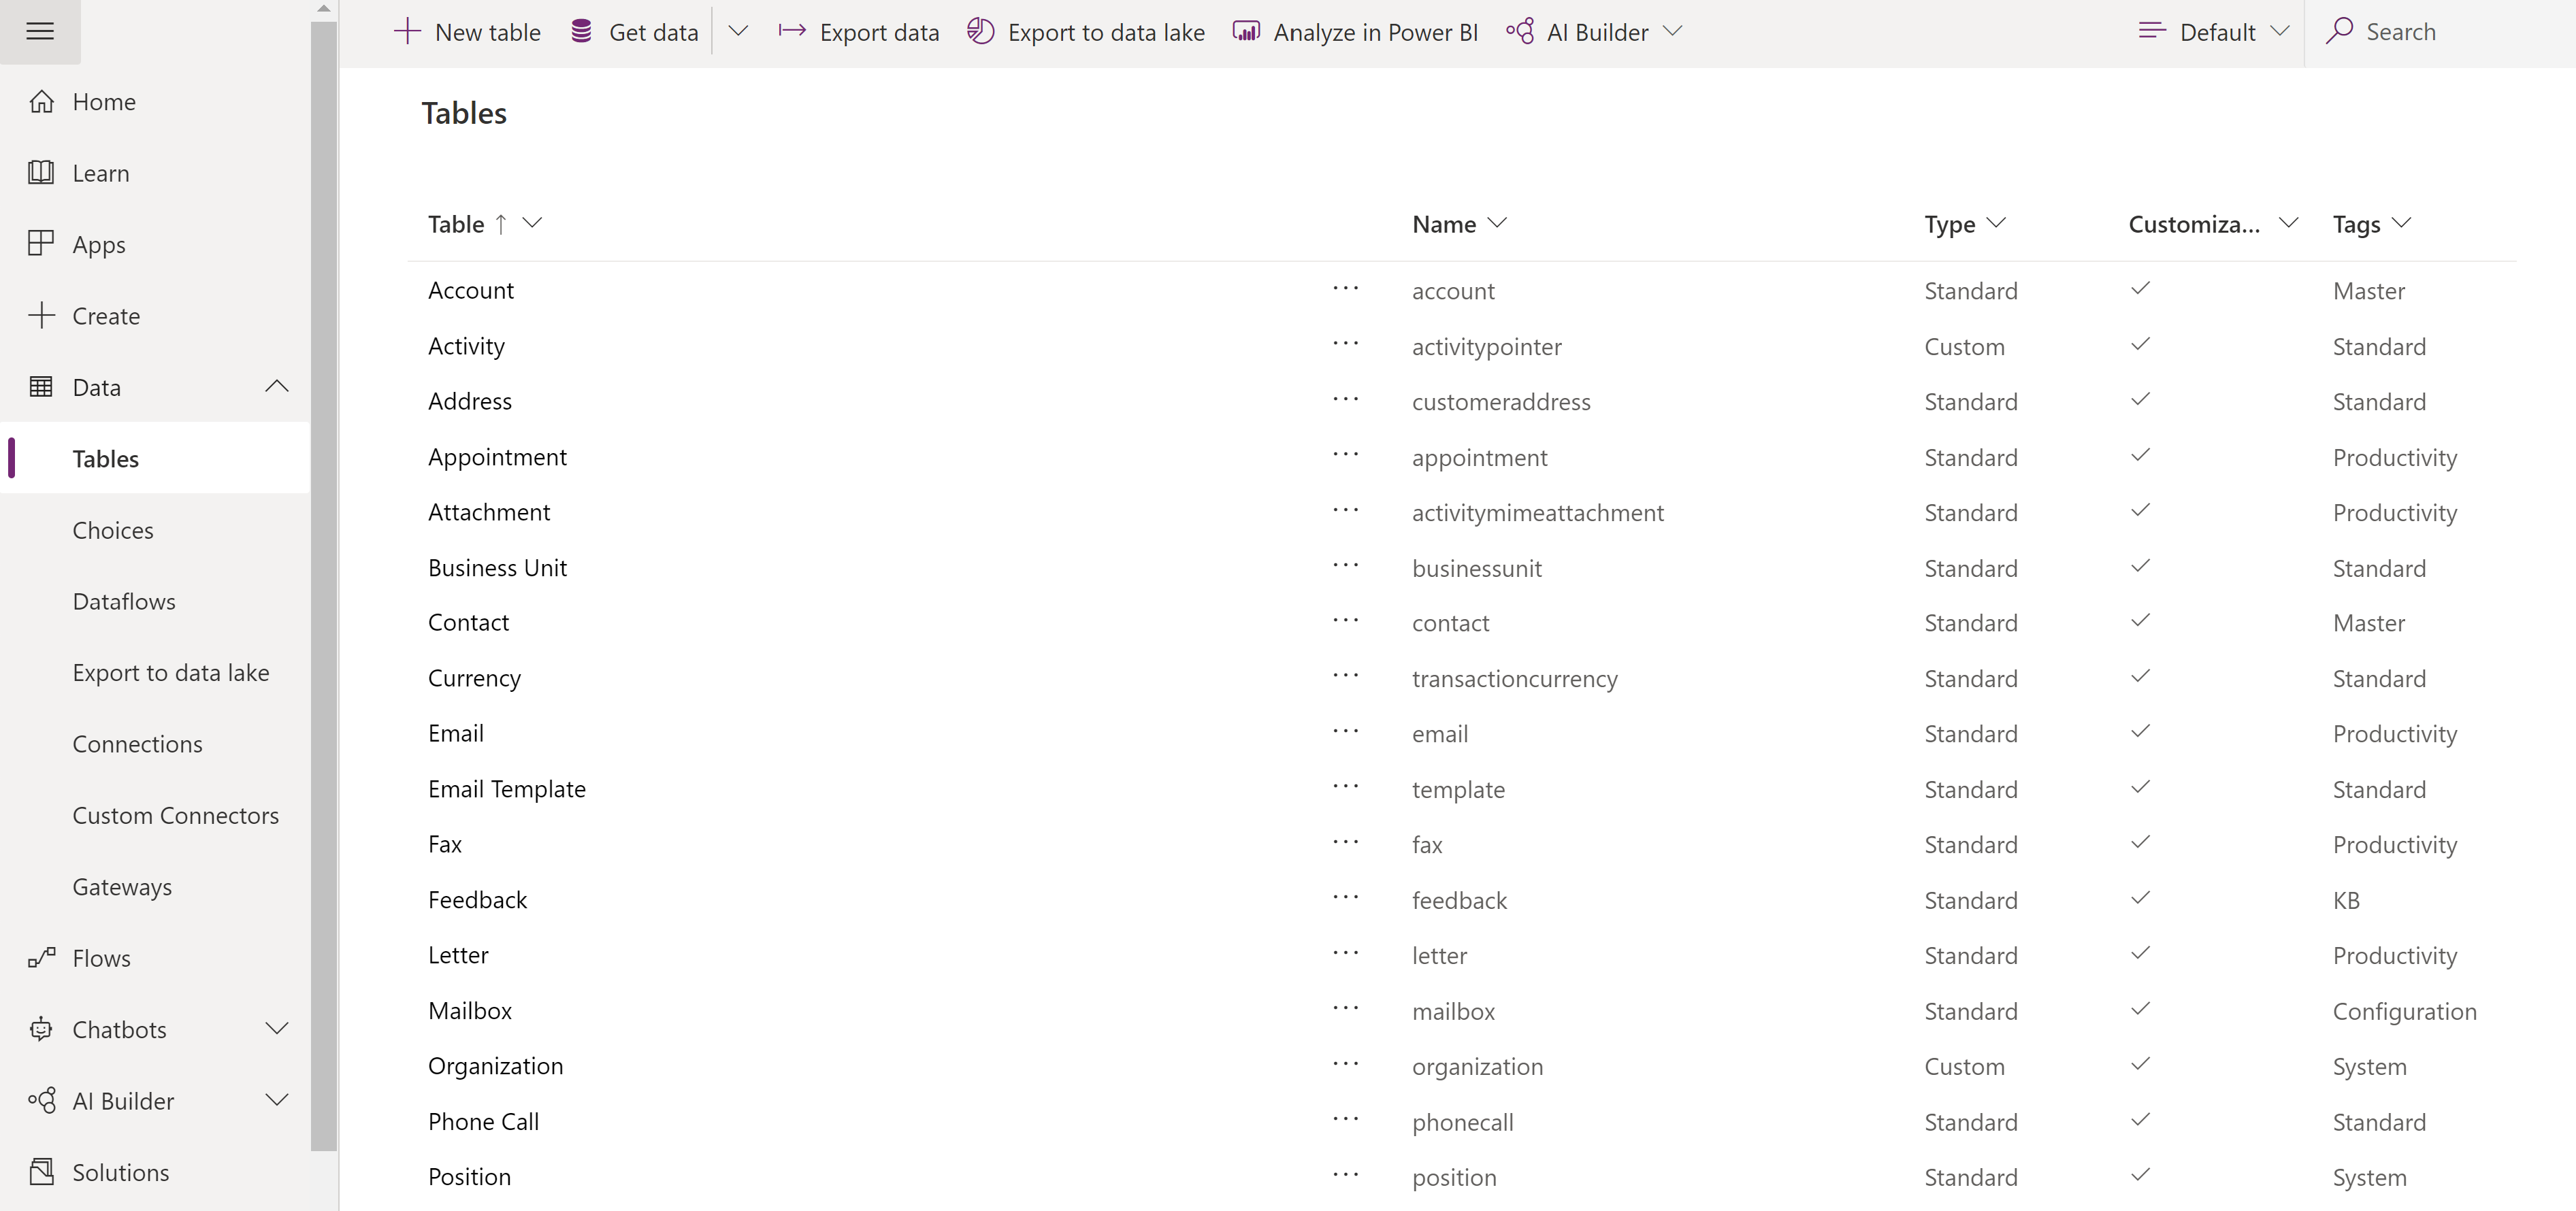 New table Get data Export data Export to data lake Analyze in Power BI AI Builder Default Search
Home
Learn
Apps
Create
Data
Tables
Choices
Dataflows
Export to data lake
Connections
Custom Connectors
Gateways
Flows
Chatbots
AI Builder
Solutions
Tables
Table Name Type Customiza... Tags
Account account Standard Master
Activity activitypointer Custom Standard
Address customeraddress Standard Standard
Appointment appointment Standard Productivity
Attachment activitymimeattachment Standard Productivity
Business Unit businessunit Standard Standard
Contact contact Standard Master
Currency transactioncurrency Standard Standard
Email email Standard Productivity
Email Template template Standard Standard
Fax fax Standard Productivity
Feedback feedback Standard KB
Letter letter Standard Productivity
Mailbox mailbox Standard Configuration
Organization organization Custom System
Phone Call phonecall Standard Standard
Position position Standard System